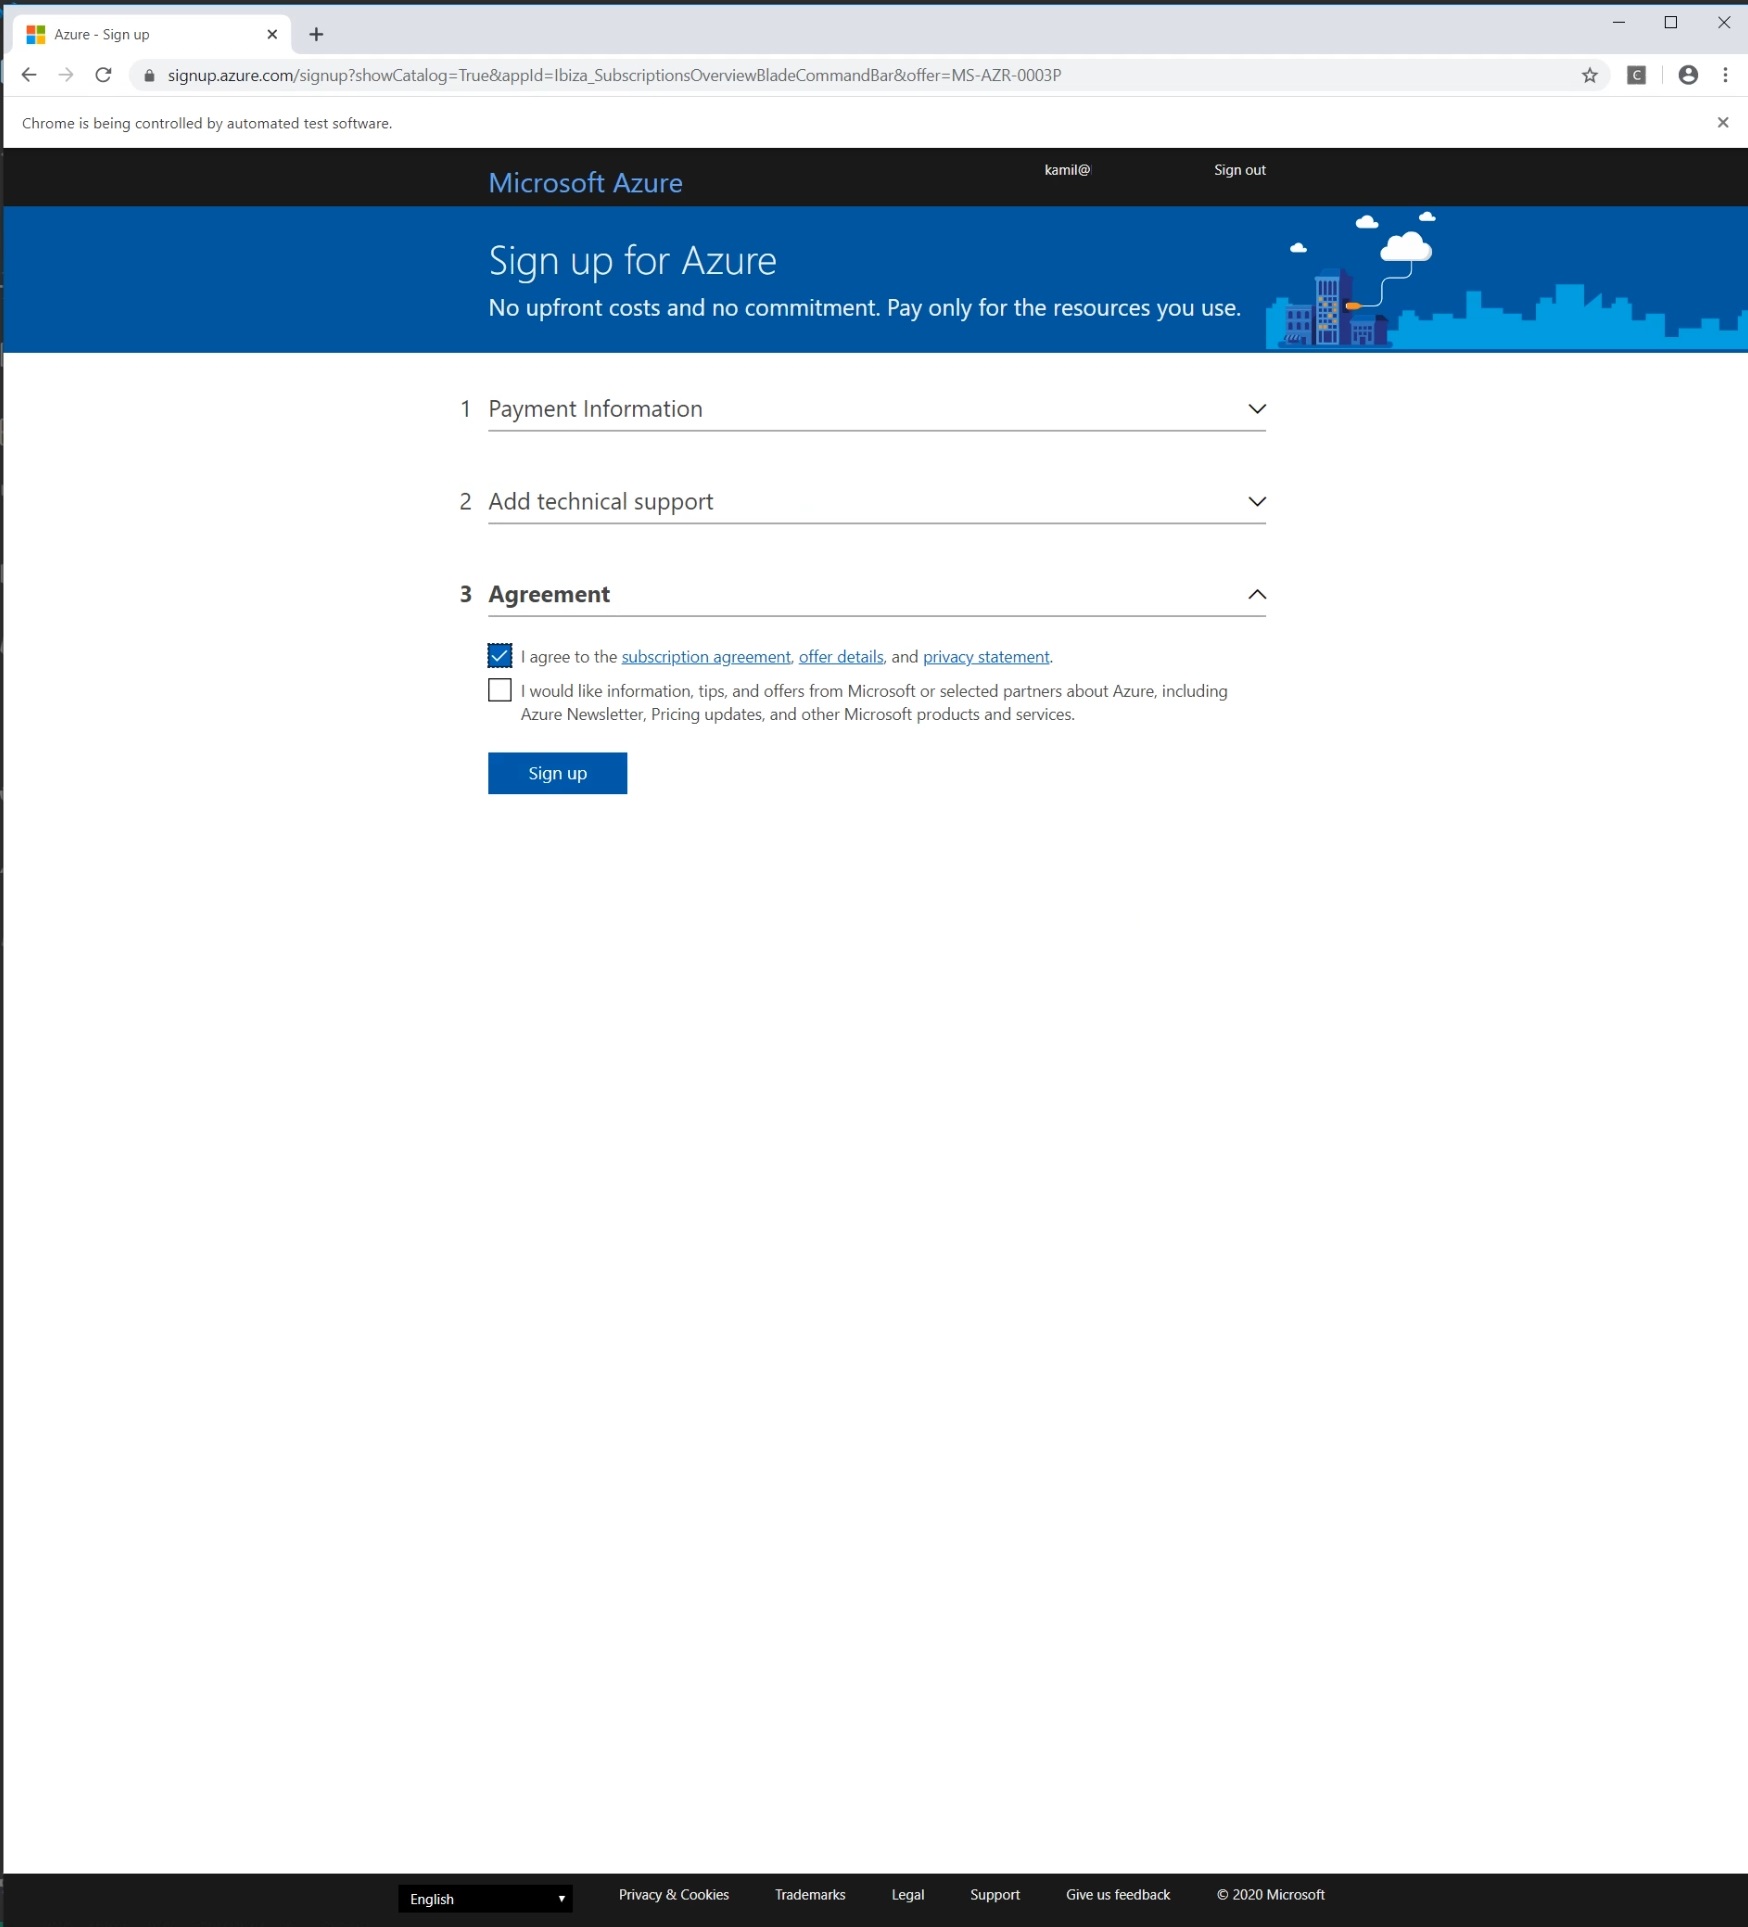 Azure - Sign up
signup.azure.com/signup?showCatalog=True&appId=Ibiza_SubscriptionsOverviewBladeCommandBar&offer=MS-AZR-0003P
C
Chrome is being controlled by automated test software.
Microsoft Azure
kamil@
Sign out
Sign up for Azure
No upfront costs and no commitment. Pay only for the resources you use.
1 Payment Information
2 Add technical support
3 Agreement
I agree to the subscription agreement, offer details, and privacy statement.
I would like information, tips, and offers from Microsoft or selected partners about Azure, including
Azure Newsletter, Pricing updates, and other Microsoft products and services.
Sign up
English
Privacy & Cookies
Trademarks
Legal
Support
Give us feedback
© 2020 Microsoft